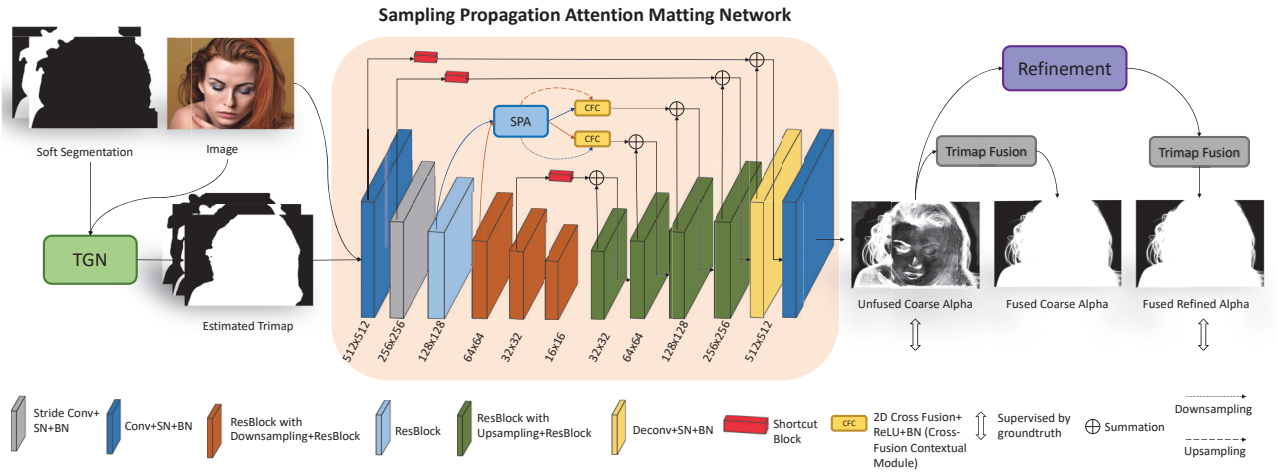 Sampling Propagation Attention Matting Network
Soft Segmentation
Image
TGN
Estimated Trimap
SPA
CFC
CFC
512x512
256x256
128x128
64x64
32x32
16x16
32x32
64x64
128x128
256x256
512x512
Refinement
Trimap Fusion
Trimap Fusion
Unfused Coarse Alpha
Fused Coarse Alpha
Fused Refined Alpha
Stride Conv+
SN+BN
Conv+SN+BN
ResBlock with
Downsampling+ResBlock
ResBlock
ResBlock with
Upsampling+ResBlock
Deconv+SN+BN
Shortcut
Block
CFC
2D Cross Fusion+
ReLU+BN (Cross-
Fusion Contextual
Module)
Supervised by
groundtruth
Summation
Downsampling
Upsampling